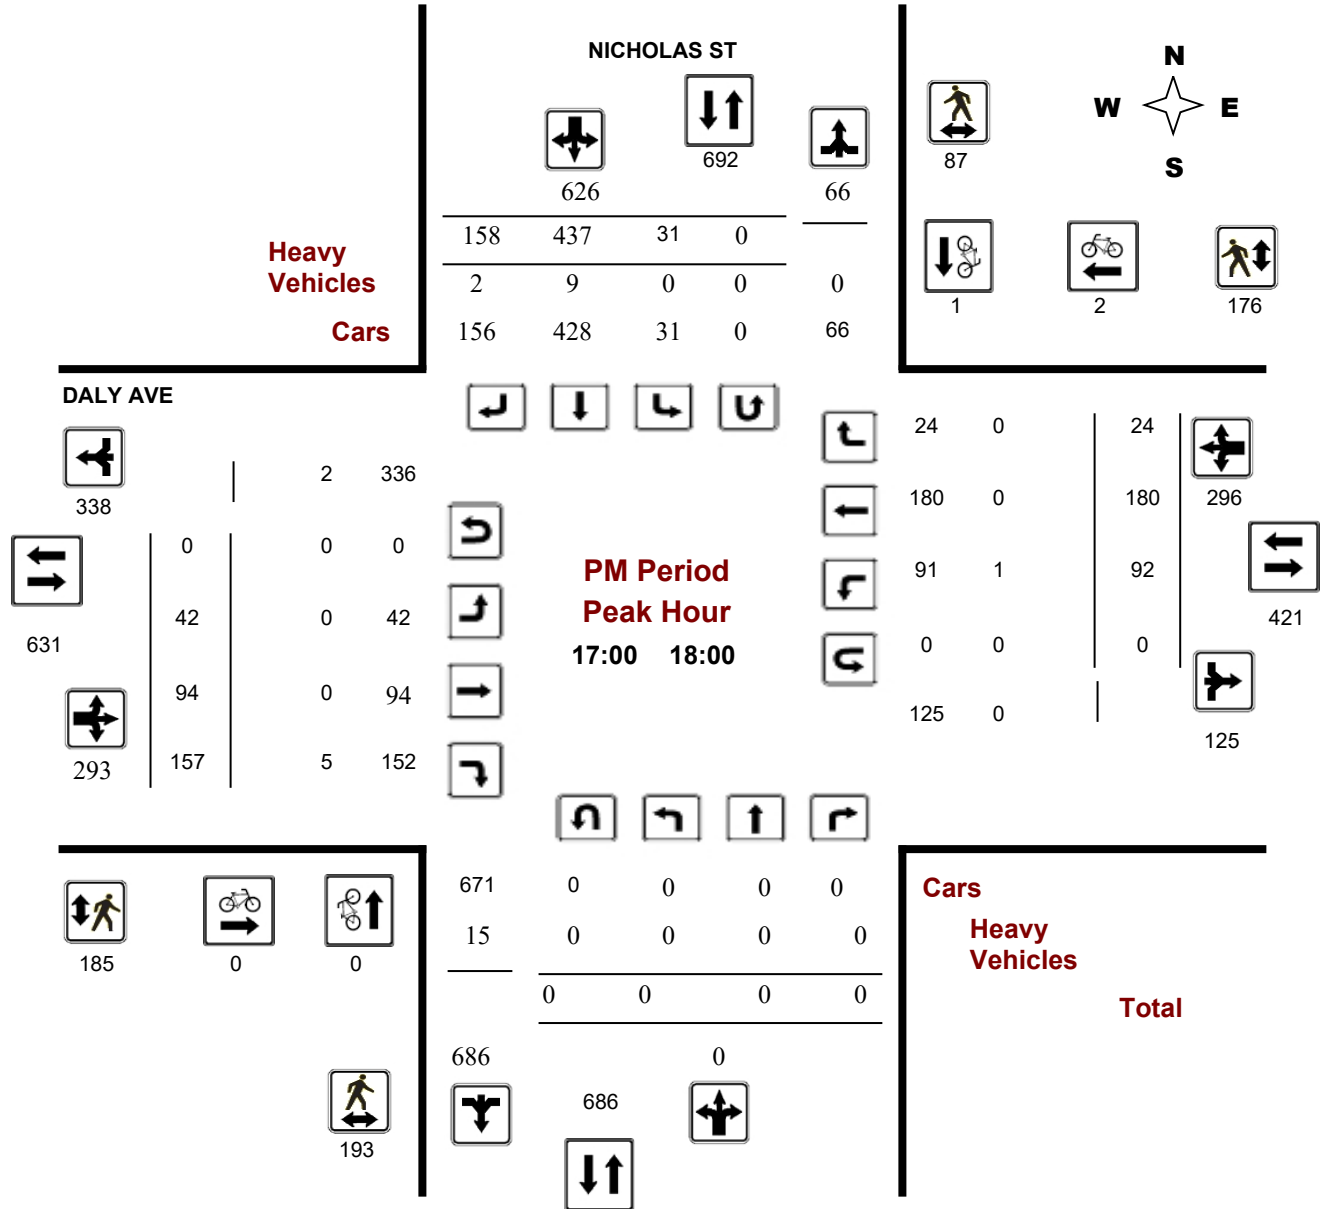 NICHOLAS ST
N
W E
S
692
87
626
66
158 437 31 0
Heavy
Vehicles
2 9 0 0 0
1 2 176
Cars
156 428 31 0 66
DALY AVE
24 0 24
2 336
338
180 0 180 296
0 0 0
PM Period
91 1 92
Peak Hour
42 0 42
421
631
17:00 18:00
0 0 0
94 0 94
125 0
125
293 157 5 152
671 0 0 0 0
Cars
15 0 0 0 0
Heavy
Vehicles
185 0 0
0 0 0 0
Total
686 0
686
193